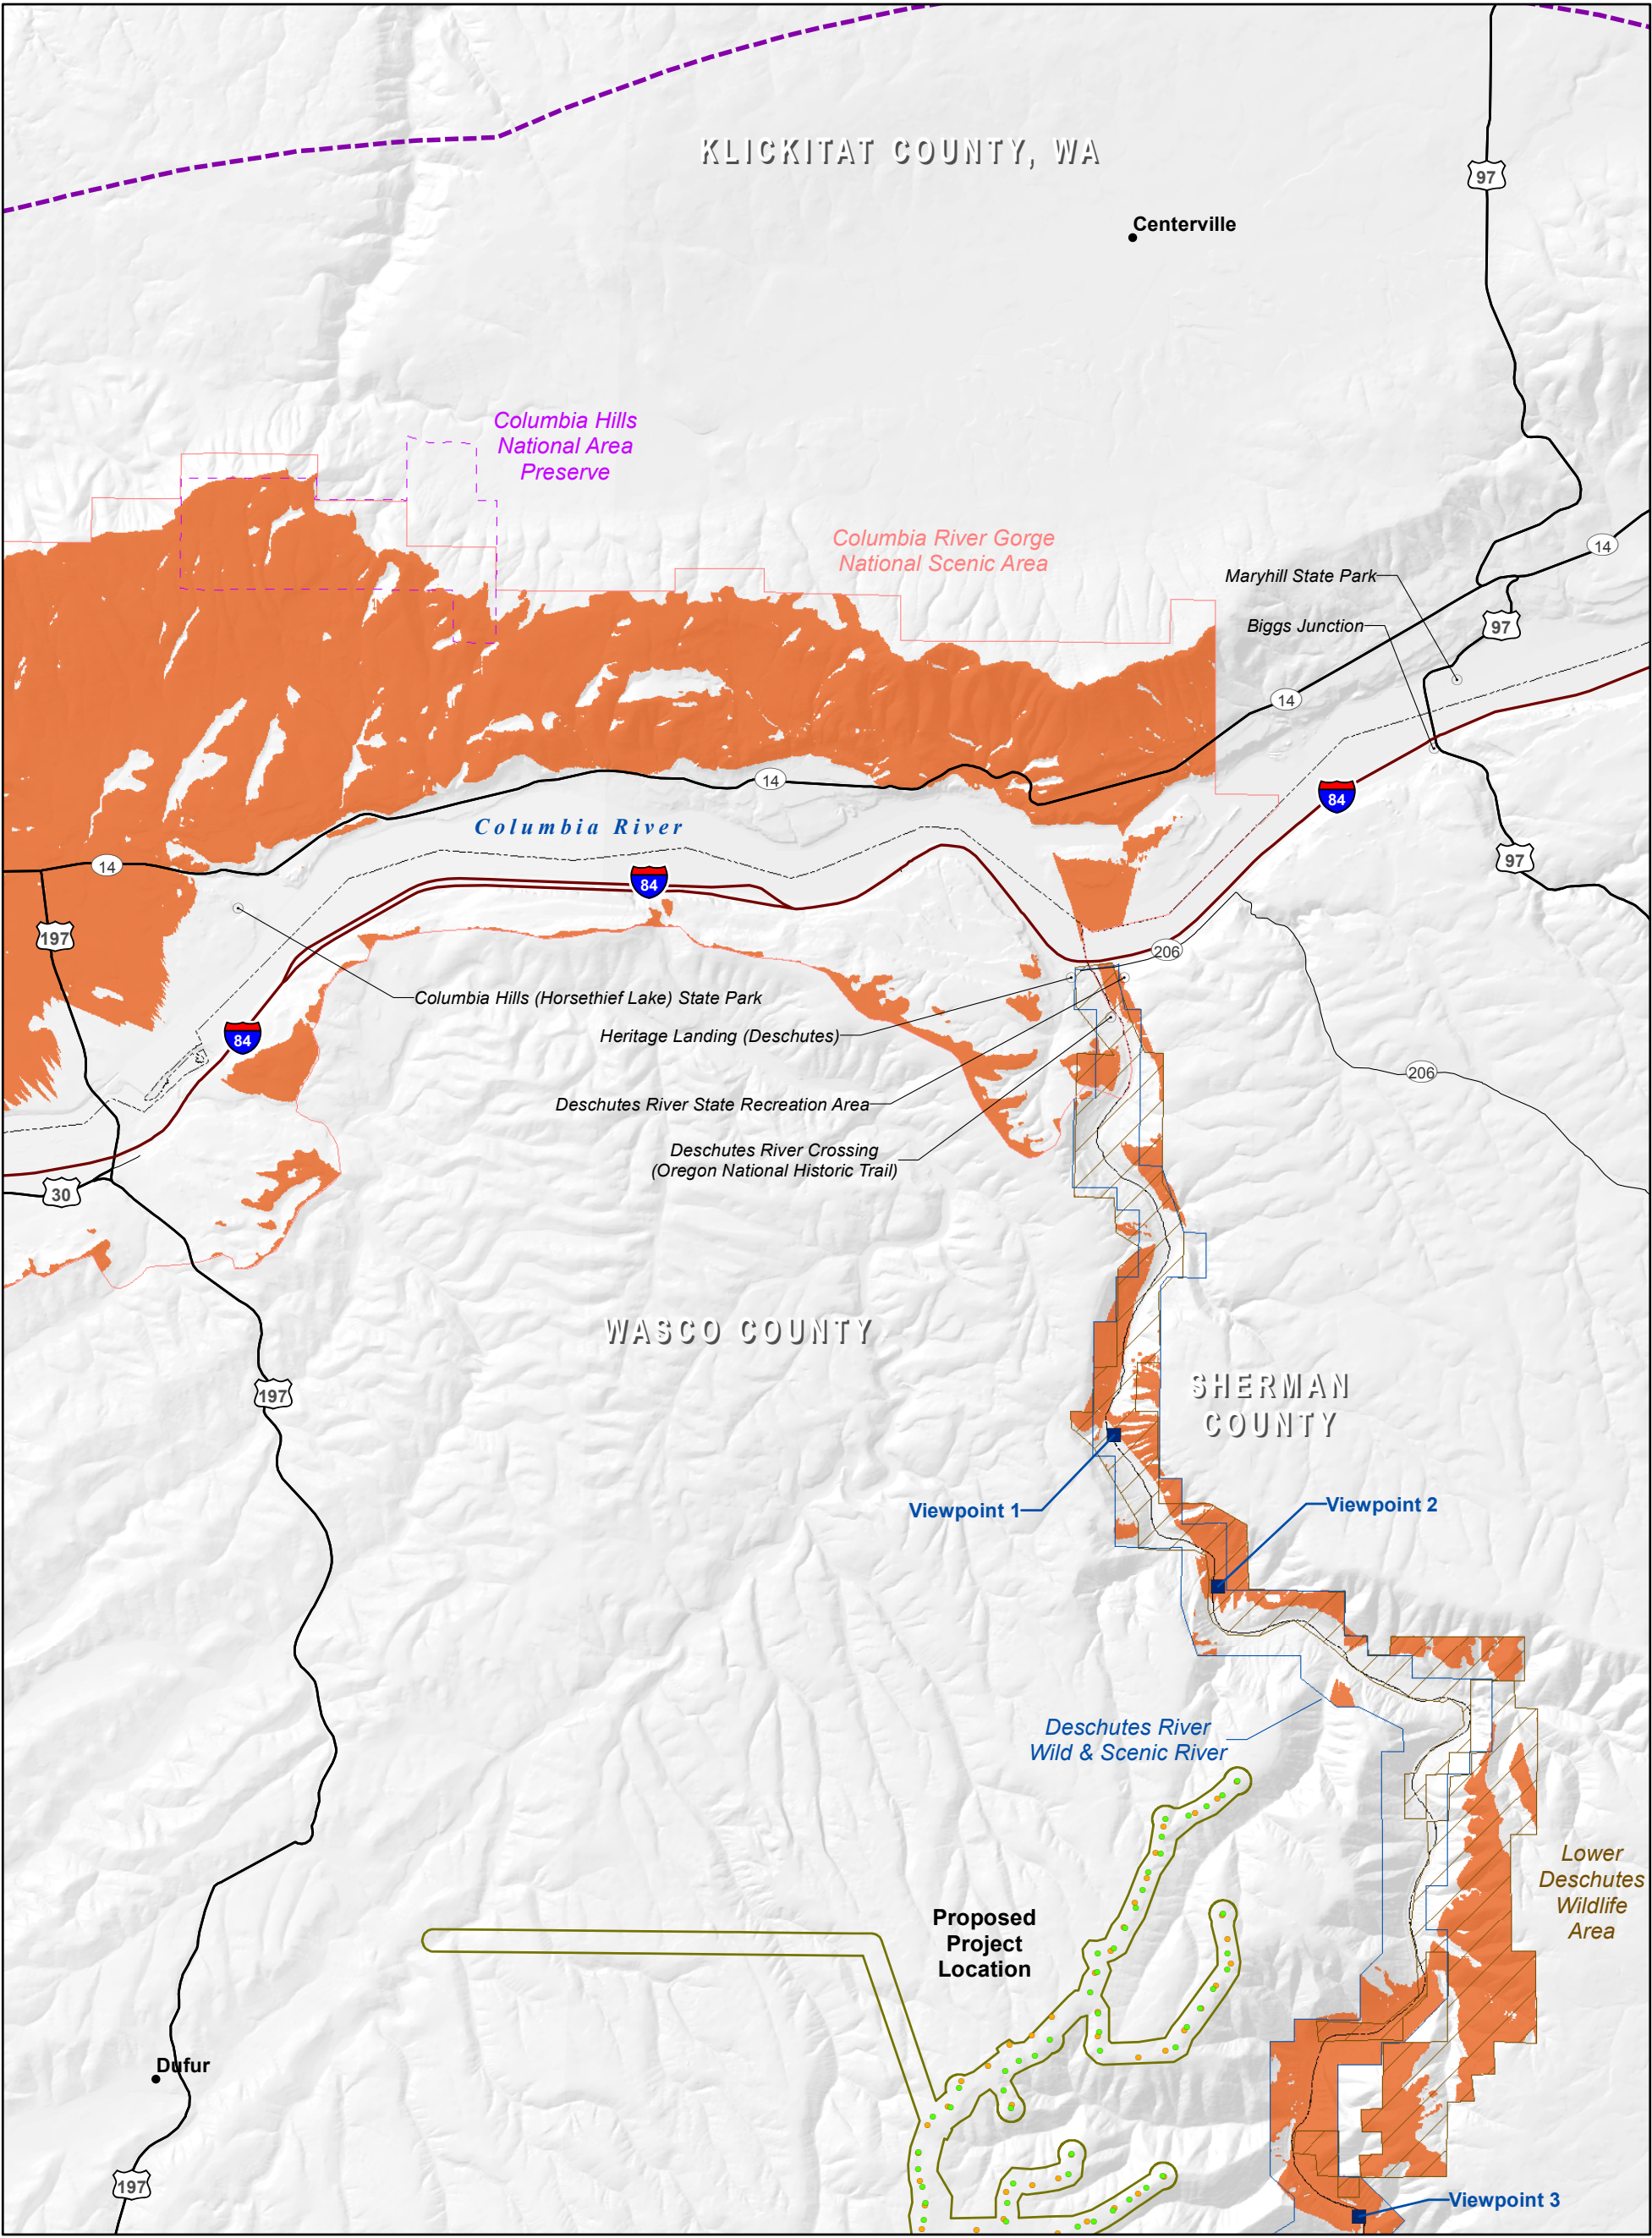 KLICKITAT COUNTY, WA
97
Centerville
Columbia Hills
National Area
Preserve
Columbia River Gorge
National Scenic Area
14
Maryhill State Park
Biggs Junction
97
14
14
Columbia River
84
84
97
14
197
206
Columbia Hills (Horsethief Lake) State Park
Heritage Landing (Deschutes)
84
206
Deschutes River State Recreation Area
Deschutes River Crossing
(Oregon National Historic Trail)
30
WASCO COUNTY
197
SHERMAN
COUNTY
Viewpoint 1
Viewpoint 2
Deschutes River
Wild & Scenic River
Lower
Deschutes
Wildlife
Area
Proposed
Project
Location
Dufur
197
Viewpoint 3